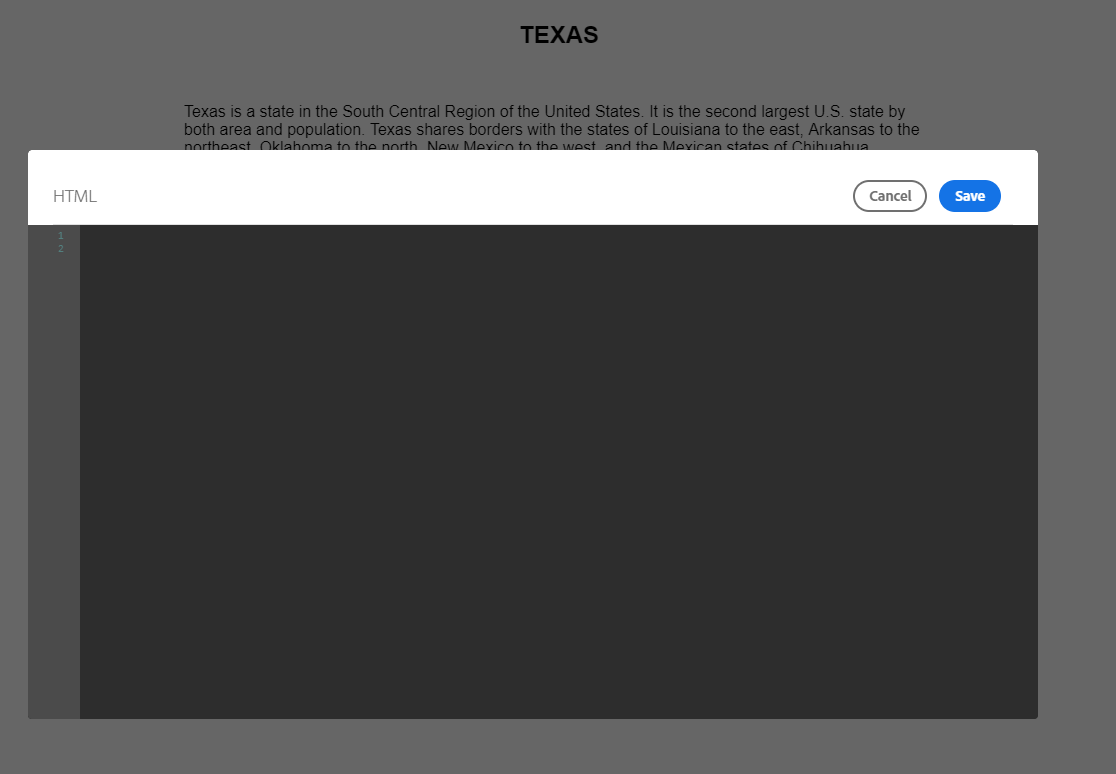 TEXAS
Texas is a state in the South Central Region of the United States. It is the second largest U.S. state by
both area and population. Texas shares borders with the states of Louisiana to the east, Arkansas to the
northeast, Oklahoma to the north, New Mexico to the west, and the Mexican states of Chihuahua,
HTML
Cancel
Save
1
2